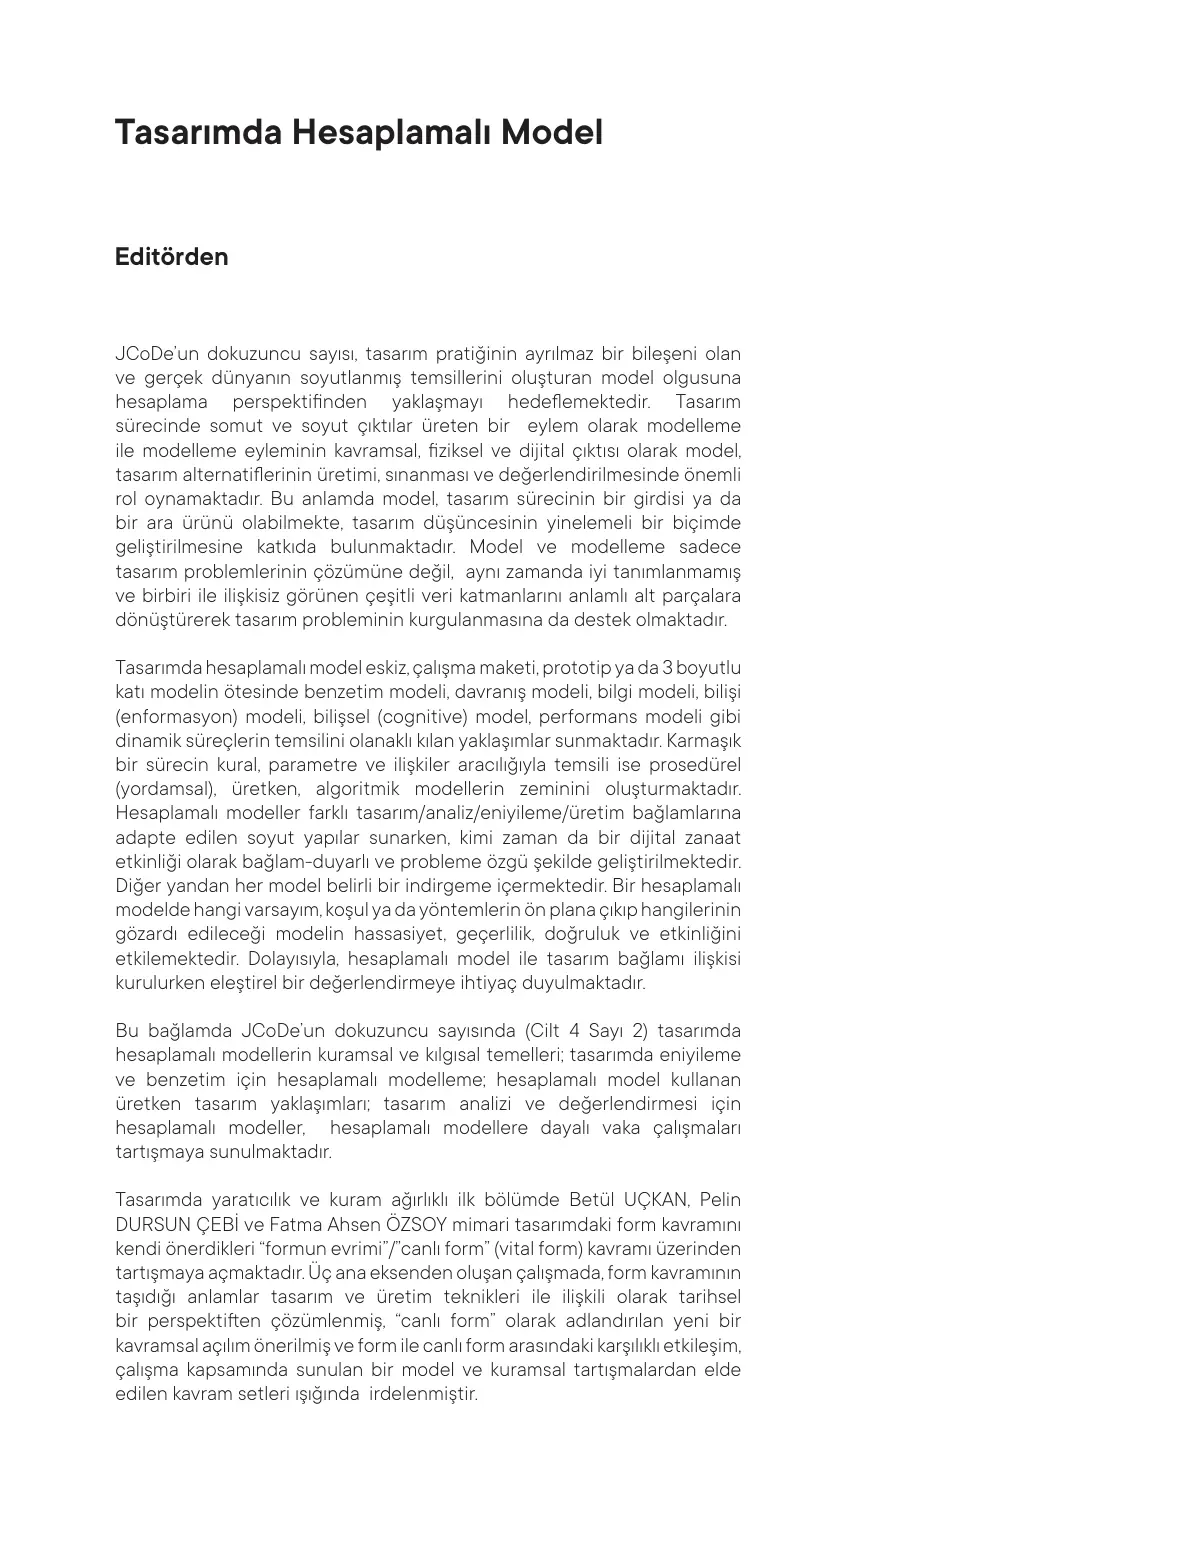 Tasarımda Hesaplamalı Model
Editörden
JCoDe’un dokuzuncu sayısı, tasarım pratiğinin ayrılmaz bir bileşeni olan
ve gerçek dünyanın soyutlanmış temsillerini oluşturan model olgusuna
hesaplama perspektifinden yaklaşmayı hedeflemektedir. Tasarım
sürecinde somut ve soyut çıktılar üreten bir eylem olarak modelleme
ile modelleme eyleminin kavramsal, fiziksel ve dijital çıktısı olarak model,
tasarım alternatiflerinin üretimi, sınanması ve değerlendirilmesinde önemli
rol oynamaktadır. Bu anlamda model, tasarım sürecinin bir girdisi ya da
bir ara ürünü olabilmekte, tasarım düşüncesinin yinelemeli bir biçimde
geliştirilmesine katkıda bulunmaktadır. Model ve modelleme sadece
tasarım problemlerinin çözümüne değil, aynı zamanda iyi tanımlanmamış
ve birbiri ile ilişkisiz görünen çeşitli veri katmanlarını anlamlı alt parçalara
dönüştürerek tasarım probleminin kurgulanmasına da destek olmaktadır.
Tasarımda hesaplamalı model eskiz, çalışma maketi, prototip ya da 3 boyutlu
katı modelin ötesinde benzetim modeli, davranış modeli, bilgi modeli, bilişi
(enformasyon) modeli, bilişsel (cognitive) model, performans modeli gibi
dinamik süreçlerin temsilini olanaklı kılan yaklaşımlar sunmaktadır. Karmaşık
bir sürecin kural, parametre ve ilişkiler aracılığıyla temsili ise prosedürel
(yordamsal), üretken, algoritmik modellerin zeminini oluşturmaktadır.
Hesaplamalı modeller farklı tasarım/analiz/eniyileme/üretim bağlamlarına
adapte edilen soyut yapılar sunarken, kimi zaman da bir dijital zanaat
etkinliği olarak bağlam-duyarlı ve probleme özgü şekilde geliştirilmektedir.
Diğer yandan her model belirli bir indirgeme içermektedir. Bir hesaplamalı
modelde hangi varsayım, koşul ya da yöntemlerin ön plana çıkıp hangilerinin
gözardı edileceği modelin hassasiyet, geçerlilik, doğruluk ve etkinliğini
etkilemektedir. Dolayısıyla, hesaplamalı model ile tasarım bağlamı ilişkisi
kurulurken eleştirel bir değerlendirmeye ihtiyaç duyulmaktadır.
Bu bağlamda JCoDe’un dokuzuncu sayısında (Cilt 4 Sayı 2) tasarımda
hesaplamalı modellerin kuramsal ve kılgısal temelleri; tasarımda eniyileme
ve benzetim için hesaplamalı modelleme; hesaplamalı model kullanan
üretken tasarım yaklaşımları; tasarım analizi ve değerlendirmesi için
hesaplamalı modeller, hesaplamalı modellere dayalı vaka çalışmaları
tartışmaya sunulmaktadır.
Tasarımda yaratıcılık ve kuram ağırlıklı ilk bölümde Betül UÇKAN, Pelin
DURSUN ÇEBİ ve Fatma Ahsen ÖZSOY mimari tasarımdaki form kavramını
kendi önerdikleri “formun evrimi”/”canlı form” (vital form) kavramı üzerinden
tartışmaya açmaktadır. Üç ana eksenden oluşan çalışmada, form kavramının
taşıdığı anlamlar tasarım ve üretim teknikleri ile ilişkili olarak tarihsel
bir perspektiften çözümlenmiş, “canlı form” olarak adlandırılan yeni bir
kavramsal açılım önerilmiş ve form ile canlı form arasındaki karşılıklı etkileşim,
çalışma kapsamında sunulan bir model ve kuramsal tartışmalardan elde
edilen kavram setleri ışığında irdelenmiştir.